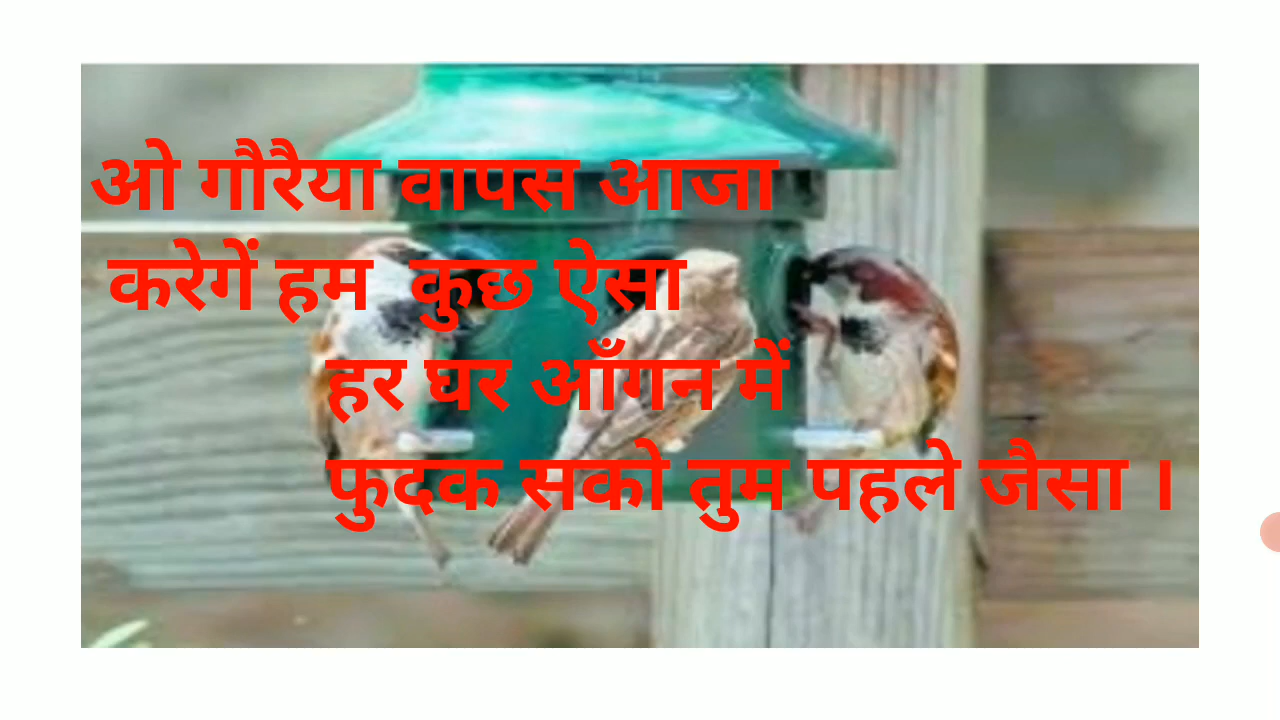 ओ गौरैया वापस आजा
करेगें हम कुछ ऐसा
हर घर आँगन में
फुदक सको तुम पहले जैसा ।